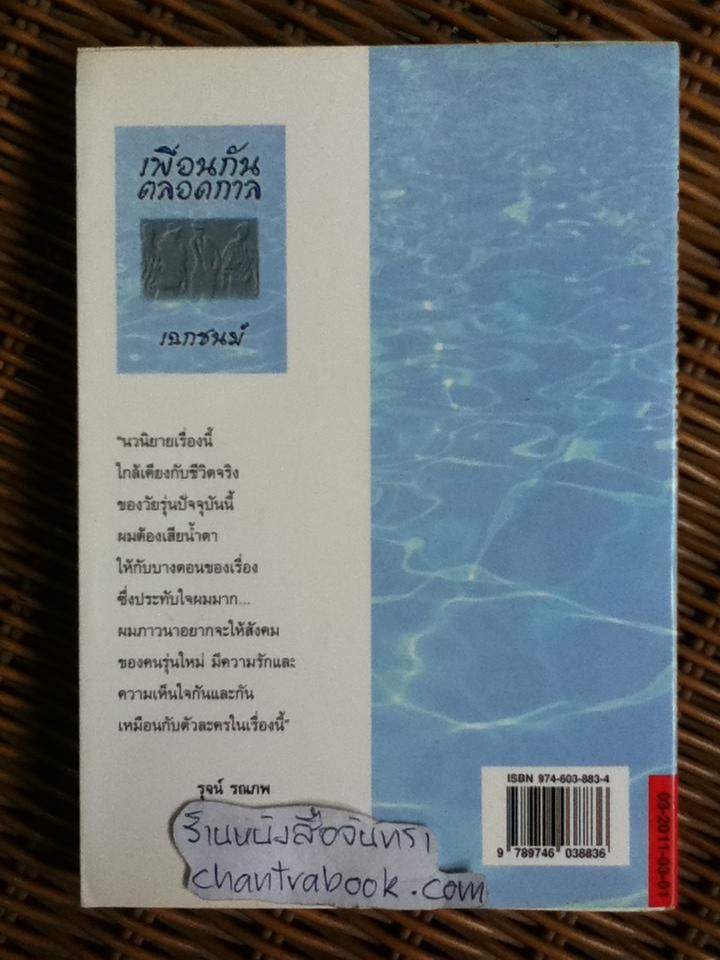 เพื่อนกัน
ตลอดกาล
เฉกชนม์
"นวนิยายเรื่องนี้
ใกล้เคียงกับชีวิตจริง
ของวัยรุ่นปัจจุบันนี้
ผมต้องเสียน้ำตา
ให้กับบางตอนของเรื่อง
ซึ่งประทับใจผมมาก...
ผมภาวนาอยากจะให้สังคม
ของคนรุ่นใหม่ มีความรักและ
ความเห็นใจกันและกัน
เหมือนกับตัวละครในเรื่องนี้"
รุจน์ รณภพ
ร้านหนังสือจันทรา
chantrabook.com
ISBN 974-603-883-4
9 789746 038836
03-2011-03-01